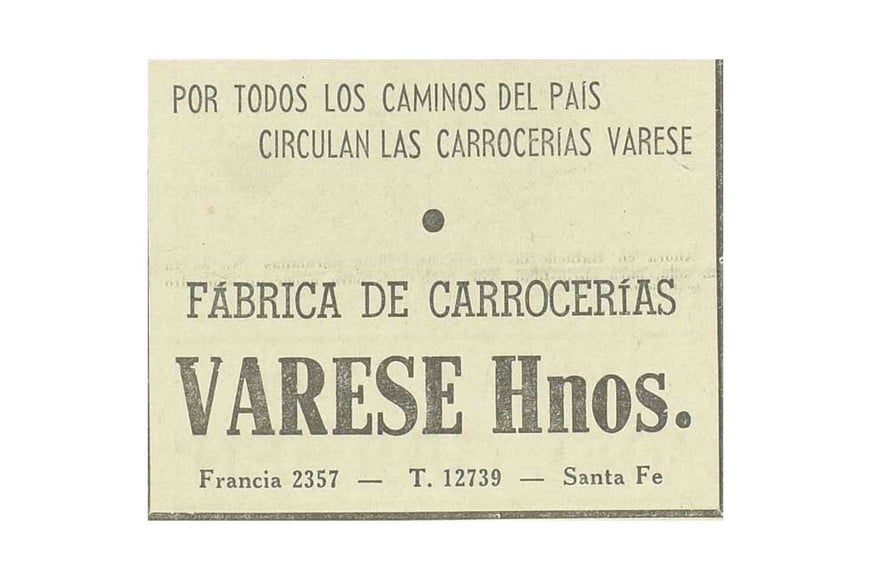 POR TODOS LOS CAMINOS DEL PAÍS
CIRCULAN LAS CARROCERÍAS VARESE
FÁBRICA DE CARROCERÍAS
VARESE Hnos.
Francia 2357 — T. 12739 — Santa Fe